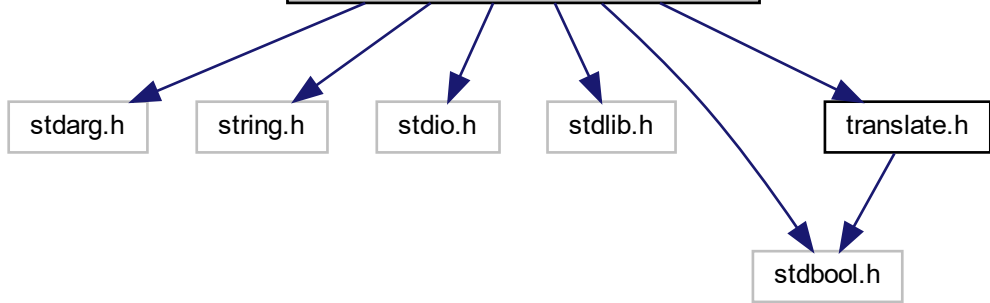 stdarg.h
string.h
stdio.h
stdlib.h
translate.h
stdbool.h